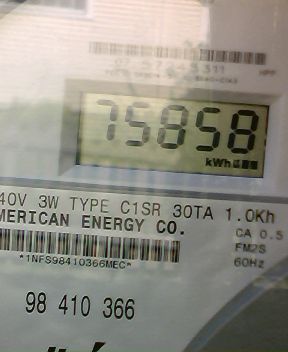 75858
kWh
40V 3W TYPE C1SR 30TA 1.0Kh
MERICAN ENERGY CO.
CA 0.5
FM2S
*1NFS98410366MEC*
60Hz
98 410 366